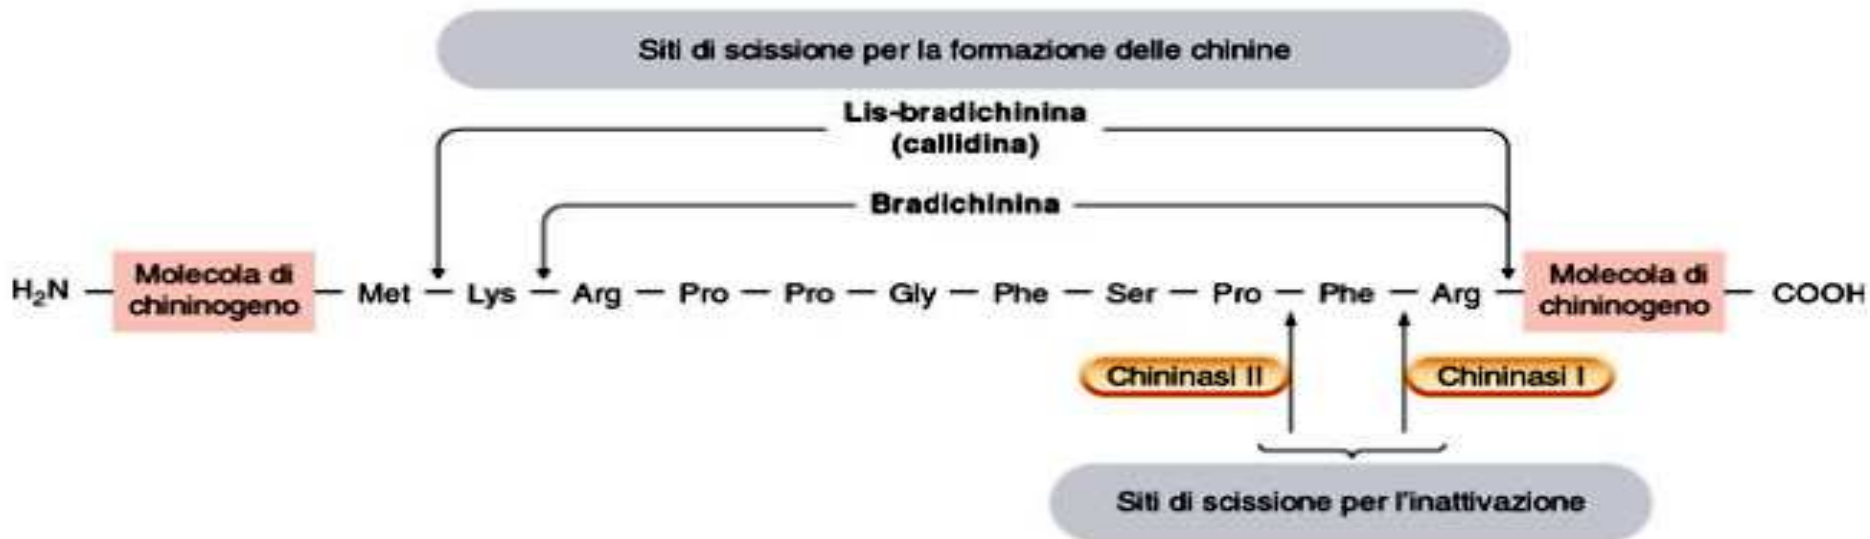 Siti di scissione per la formazione delle chinine
Lis-bradichinina
(callidina)
Bradichinina
H₂N — Molecola di chininogeno — Met — Lys — Arg — Pro — Pro — Gly — Phe — Ser — Pro — Phe — Arg — Molecola di chininogeno — COOH
Chininasi II Chininasi I
Siti di scissione per l'inattivazione